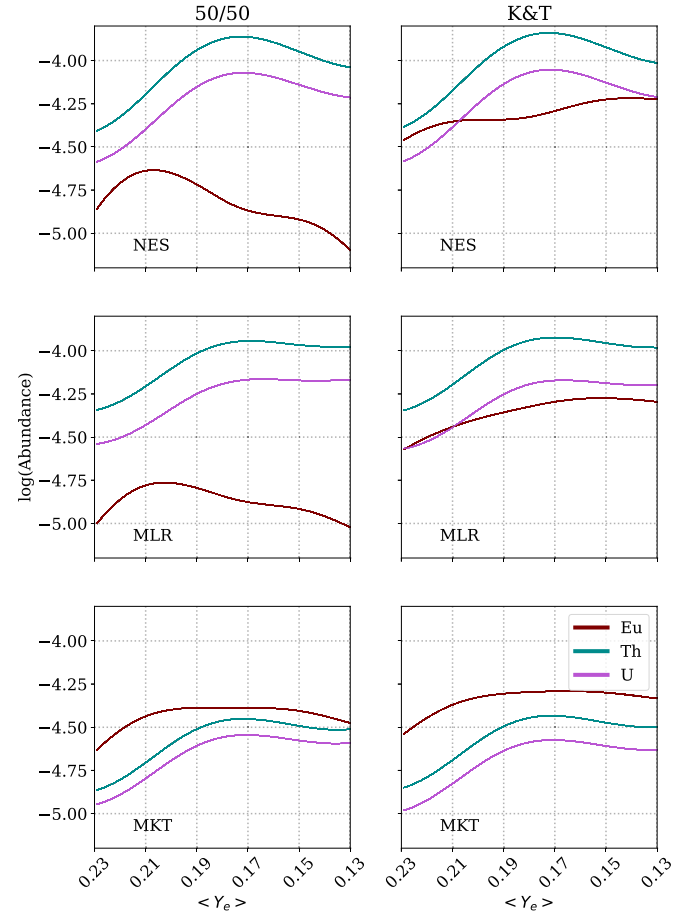 50/50
K&T
−4.00
−4.25
−4.50
−4.75
−5.00
NES
NES
log(Abundance)
−4.00
−4.25
−4.50
−4.75
−5.00
MLR
MLR
−4.00
−4.25
−4.50
−4.75
−5.00
Eu
Th
U
MKT
MKT
0.23
0.21
0.19
0.17
0.15
0.13
0.23
0.21
0.19
0.17
0.15
0.13
< Y_e >
< Y_e >